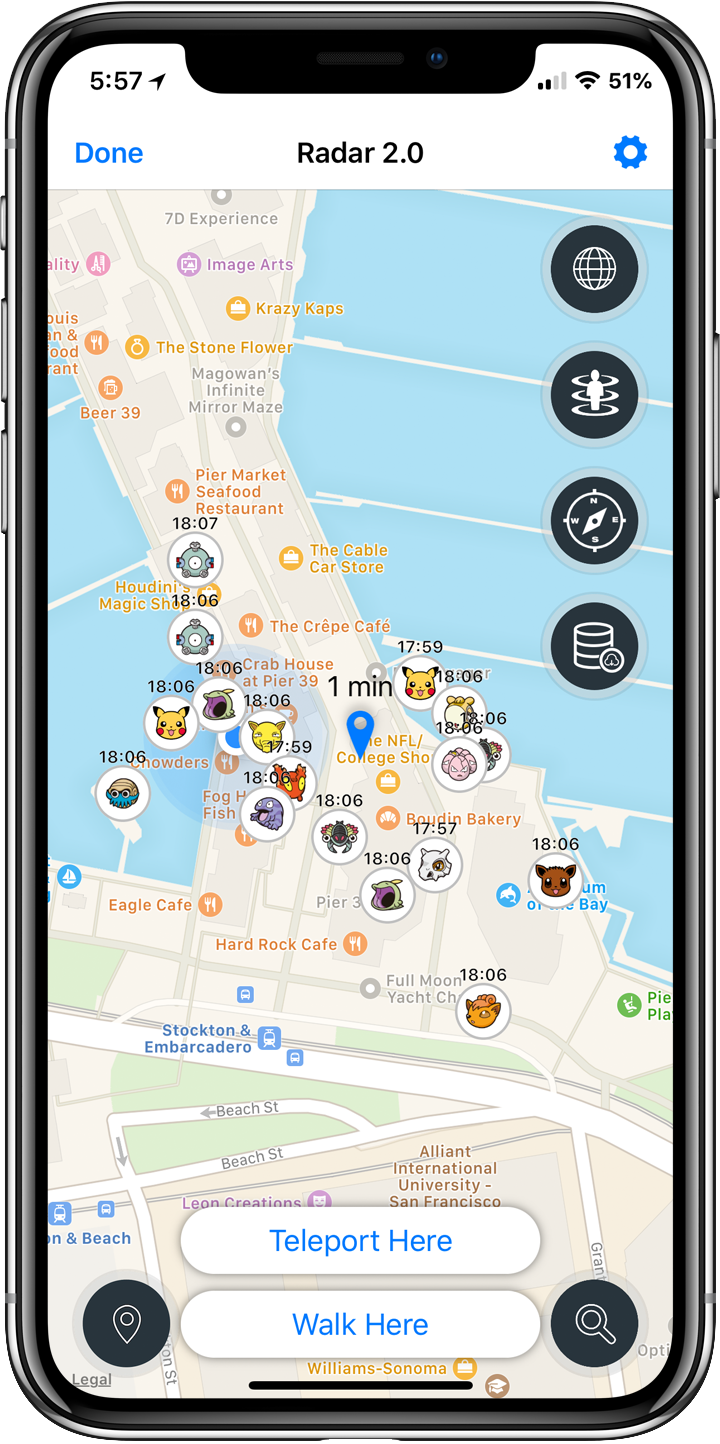 5:57
51%
Done
Radar 2.0
7D Experience
ality
Image Arts
Krazy Kaps
ouis
an &
ood
rant
The Stone Flower
Magowan's
Infinite
Mirror Maze
Beer 39
Pier Market
Seafood
Restaurant
18:07
The Cable
Car Store
N
W E
S
Houdini's
Magic Shop
18:06
The Crêpe Café
17:59
18:06
Crab House
at Pier 39
1 min
18:06
18:06
18:06
18:06
18:06
The NFL/
College Sho
17:59
18:06
Chowders
18:06
Fog H
Fish
18:06
Boudin Bakery
17:57
18:06
18:06
um
of the Bay
Eagle Cafe
Pier 3
Hard Rock Cafe
18:06
Full Moon
Yacht Ch
Pie
Pla
Stockton &
Embarcadero
Beach St
Beach St
Alliant
International
University -
San Francisco
Leon Creations
on & Beach
Teleport Here
Grant
Walk Here
Opti
ton St
Williams-Sonoma
Legal